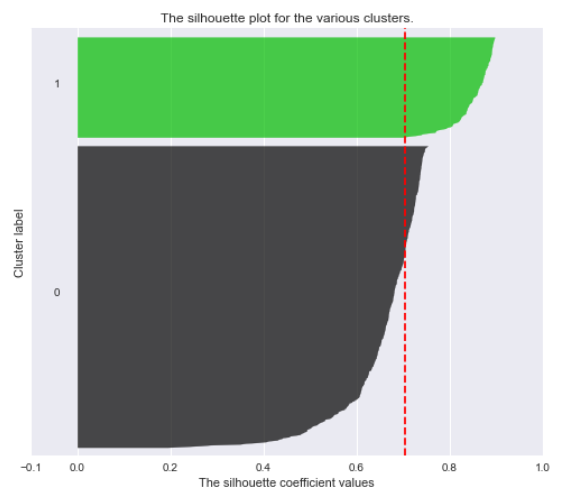 The silhouette plot for the various clusters.
1
Cluster label
0
−0.1 0.0 0.2 0.4 0.6 0.8 1.0
The silhouette coefficient values